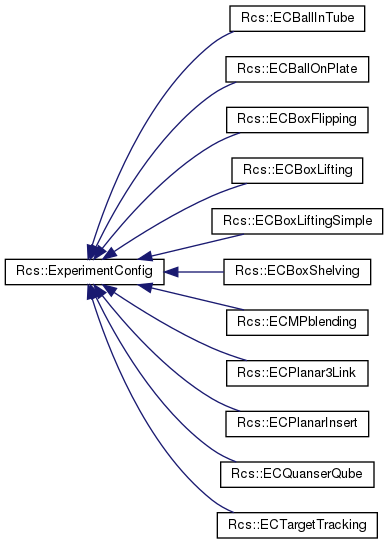 Rcs::ECBallInTube
Rcs::ECBallOnPlate
Rcs::ECBoxFlipping
Rcs::ECBoxLifting
Rcs::ECBoxLiftingSimple
Rcs::ExperimentConfig
Rcs::ECBoxShelving
Rcs::ECMPblending
Rcs::ECPlanar3Link
Rcs::ECPlanarInsert
Rcs::ECQuanserQube
Rcs::ECTargetTracking